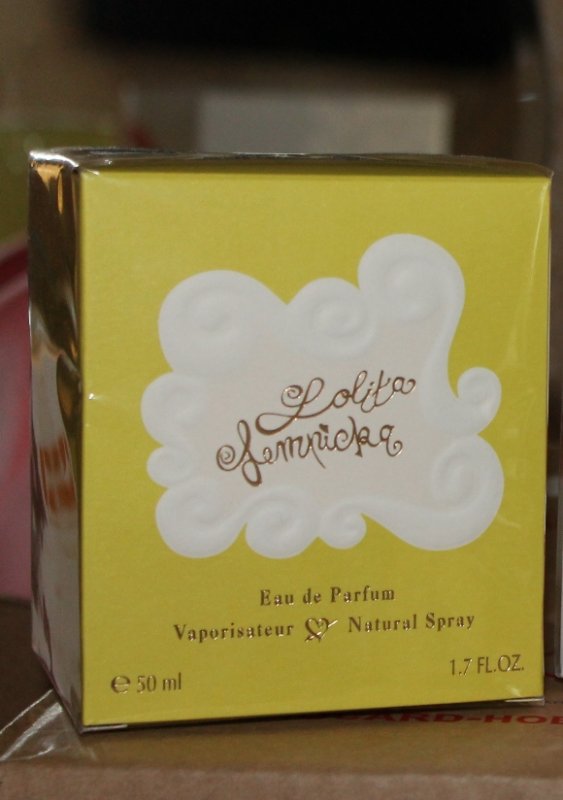 Lolita
Lempicka
Eau de Parfum
Vaporisateur Natural Spray
℮ 50 ml
1.7 FL.OZ.